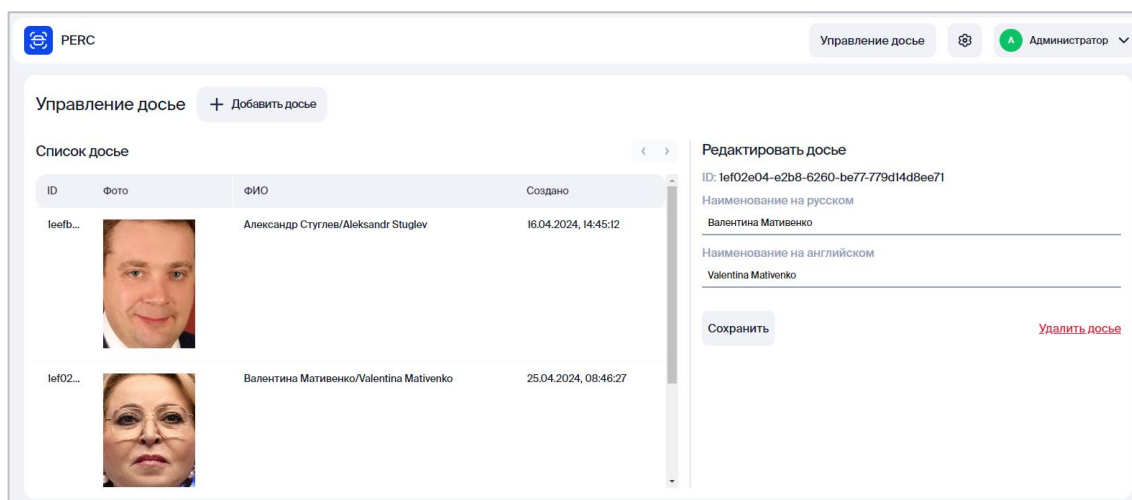 PERC
Управление досье
A
Администратор
Управление досье
+ Добавить досье
Список досье
ID Фото ФИО Создано
1eefb... Александр Стуглев/Aleksandr Stuglev 16.04.2024, 14:45:12
1ef02... Валентина Мативенко/Valentina Mativenko 25.04.2024, 08:46:27
Редактировать досье
ID: 1ef02e04-e2b8-6260-be77-779d14d8ee71
Наименование на русском
Валентина Мативенко
Наименование на английском
Valentina Mativenko
Сохранить
Удалить досье